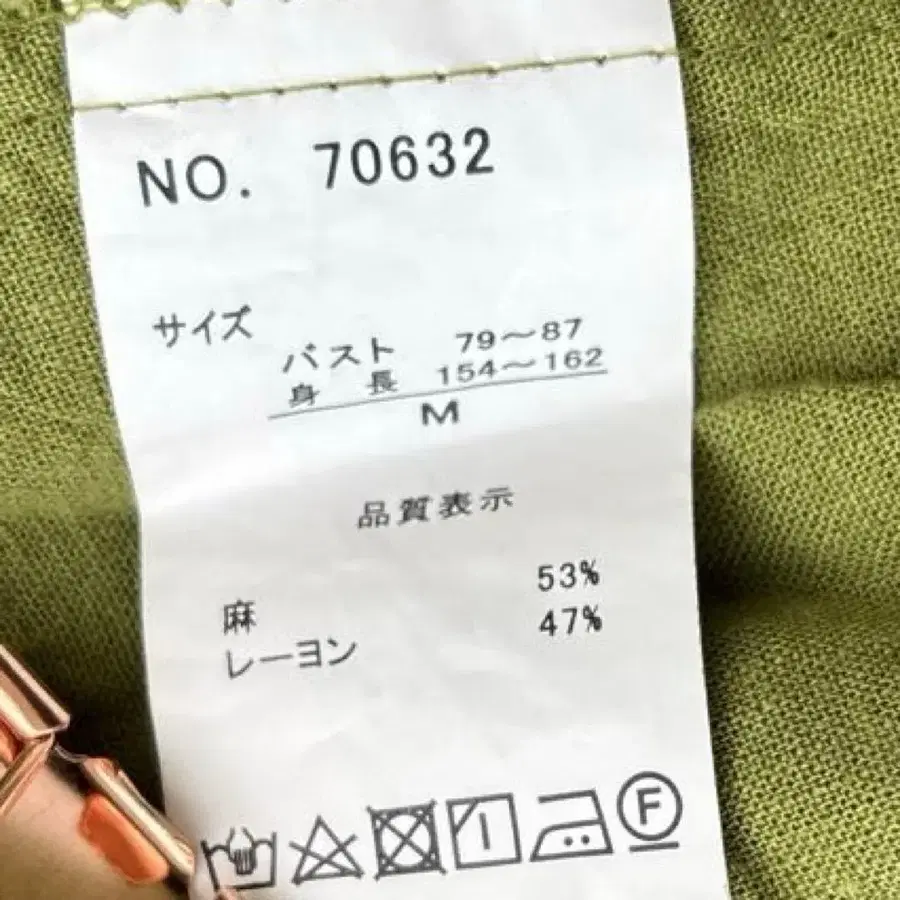 NO. 70632
サイズ
バスト 79〜87
身長 154〜162
M
品質表示
麻 53%
レーヨン 47%
F